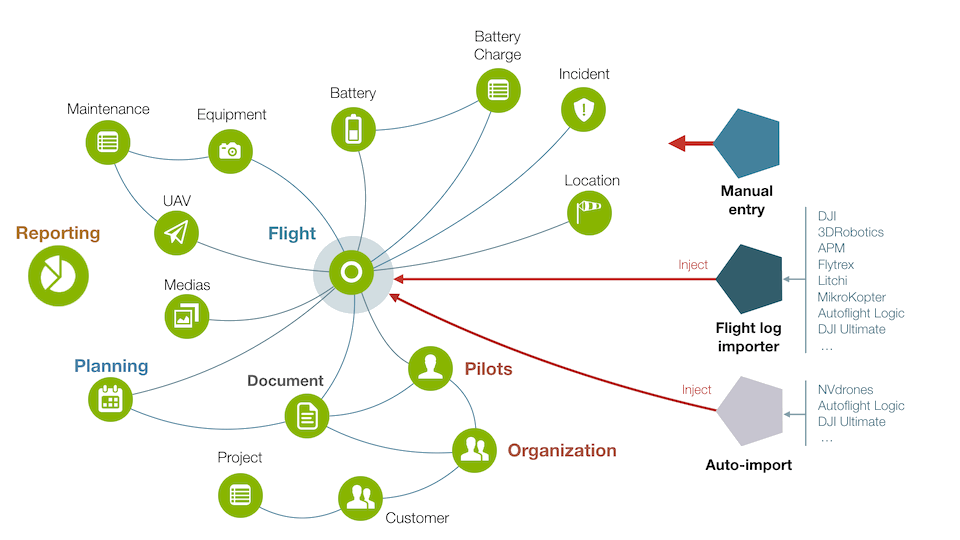 Battery
Charge
Incident
Battery
Maintenance
Equipment
Location
UAV
Flight
Reporting
Medias
Planning
Document
Pilots
Organization
Project
Customer
Manual
entry
Inject
Flight log
importer
DJI
3DRobotics
APM
Flytrex
Litchi
MikroKopter
Autoflight Logic
DJI Ultimate
...
Inject
Auto-import
NVdrones
Autoflight Logic
DJI Ultimate
...